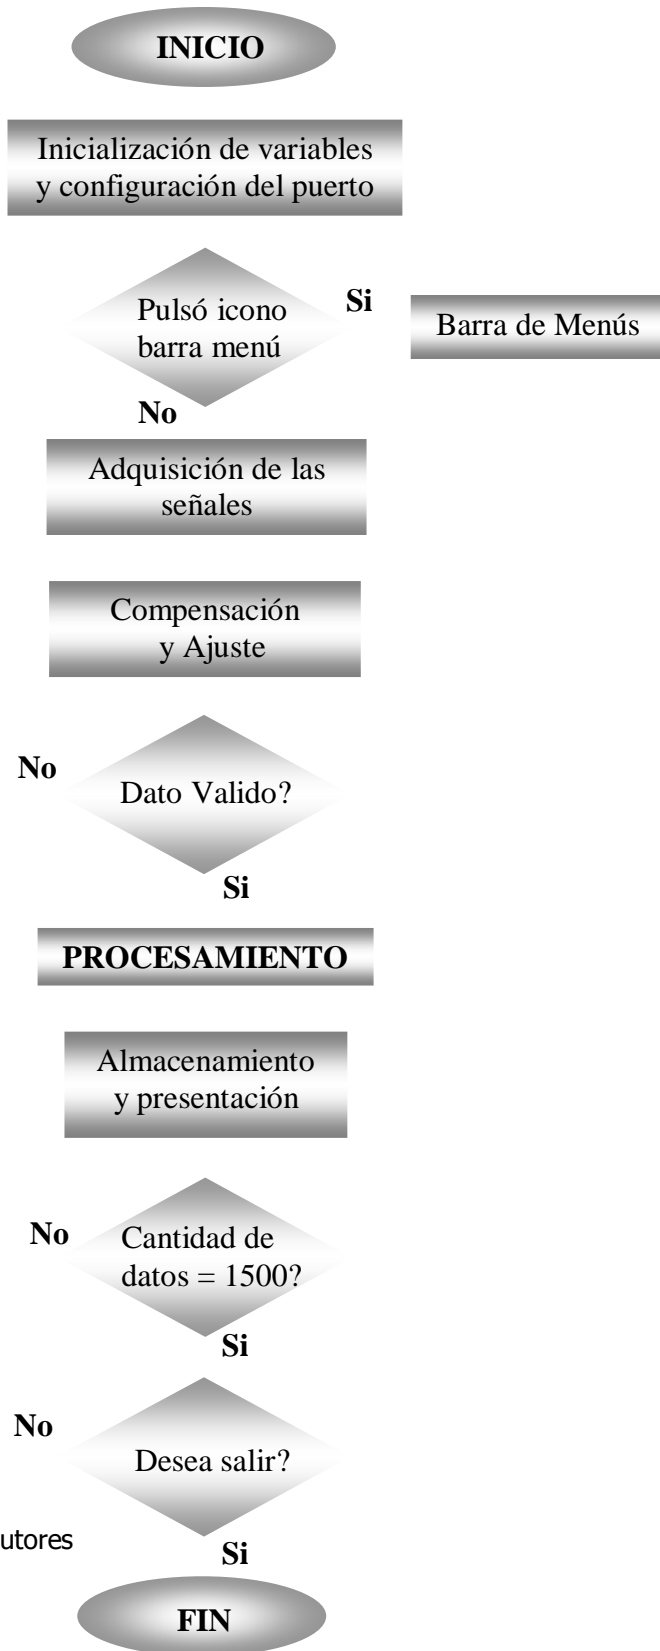 INICIO
Inicialización de variables
y configuración del puerto
Pulsó icono
barra menú
Si
Barra de Menús
No
Adquisición de las
señales
Compensación
y Ajuste
No
Dato Valido?
Si
PROCESAMIENTO
Almacenamiento
y presentación
No
Cantidad de
datos = 1500?
Si
No
Desea salir?
utores
Si
FIN